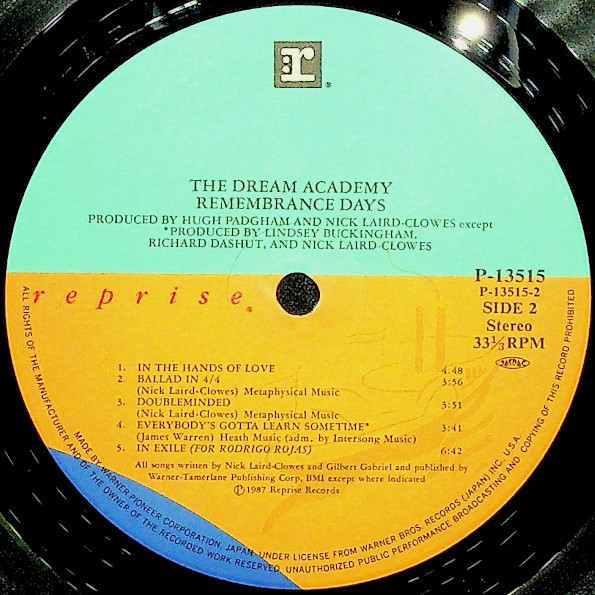 r®
THE DREAM ACADEMY
REMEMBRANCE DAYS
PRODUCED BY HUGH PADGHAM AND NICK LAIRD-CLOWES except
*PRODUCED BY LINDSEY BUCKINGHAM,
RICHARD DASHUT, AND NICK LAIRD-CLOWES
reprise®
P-13515
P-13515-2
SIDE 2
Stereo
33⅓RPM
JASRAC
1. IN THE HANDS OF LOVE 4:48
2. BALLAD IN 4/4 3:56
(Nick Laird-Clowes) Metaphysical Music
3. DOUBLEMINDED 3:51
(Nick Laird-Clowes) Metaphysical Music
4. EVERYBODY'S GOTTA LEARN SOMETIME* 3:41
(James Warren) Heath Music (adm. by Intersong Music)
5. IN EXILE (FOR RODRIGO ROJAS) 6:42
All songs written by Nick Laird-Clowes and Gilbert Gabriel and published by
Warner-Tamerlane Publishing Corp, BMI except where indicated
Ⓟ1987 Reprise Records
MADE BY WARNER-PIONEER CORPORATION, JAPAN, UNDER LICENSE FROM WARNER BROS. RECORDS (JAPAN) INC. U.S.A.
ALL RIGHTS OF THE MANUFACTURER AND OF THE OWNER OF THE RECORDED WORK RESERVED. UNAUTHORIZED PUBLIC PERFORMANCE BROADCASTING AND COPYING OF THIS RECORD PROHIBITED.